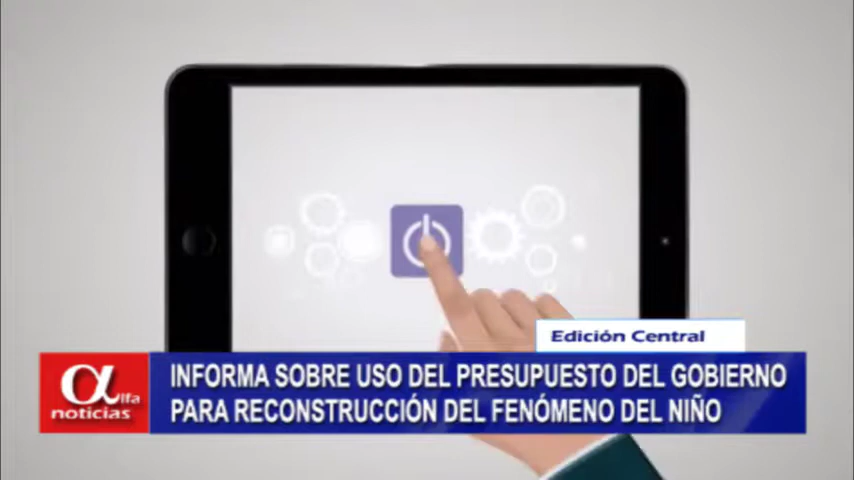 Edición Central
αlfa
noticias
INFORMA SOBRE USO DEL PRESUPUESTO DEL GOBIERNO
PARA RECONSTRUCCIÓN DEL FENÓMENO DEL NIÑO